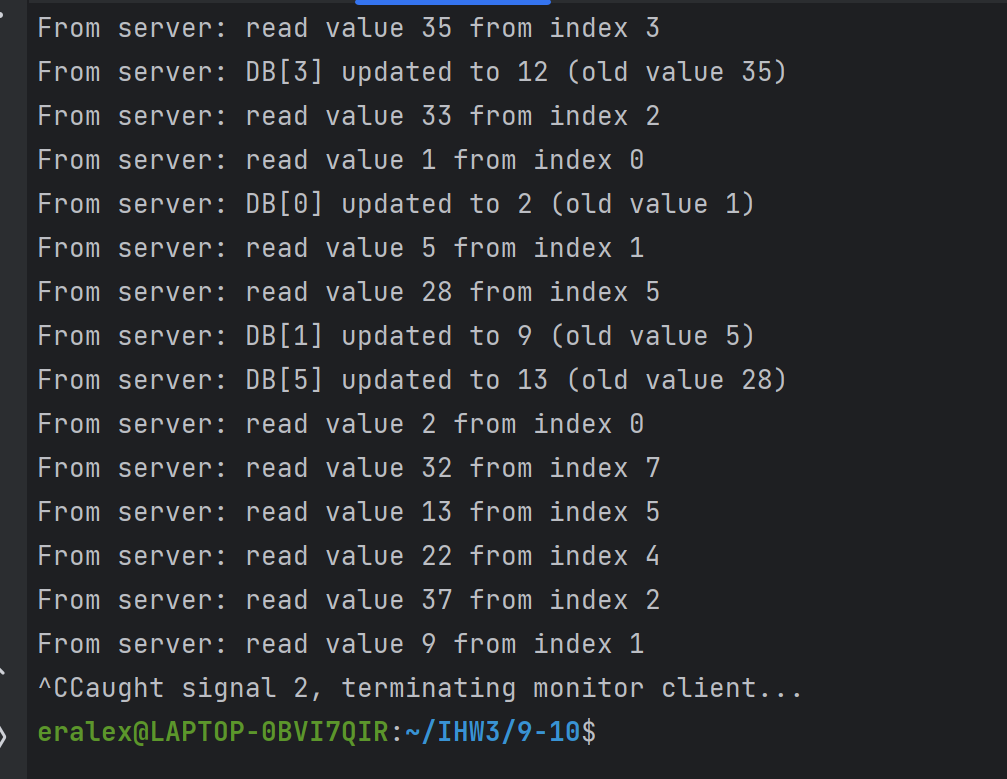 From server: read value 35 from index 3
From server: DB[3] updated to 12 (old value 35)
From server: read value 33 from index 2
From server: read value 1 from index 0
From server: DB[0] updated to 2 (old value 1)
From server: read value 5 from index 1
From server: read value 28 from index 5
From server: DB[1] updated to 9 (old value 5)
From server: DB[5] updated to 13 (old value 28)
From server: read value 2 from index 0
From server: read value 32 from index 7
From server: read value 13 from index 5
From server: read value 22 from index 4
From server: read value 37 from index 2
From server: read value 9 from index 1
^CCaught signal 2, terminating monitor client...
eralex@LAPTOP-0BVI7QIR:~/IHW3/9-10$